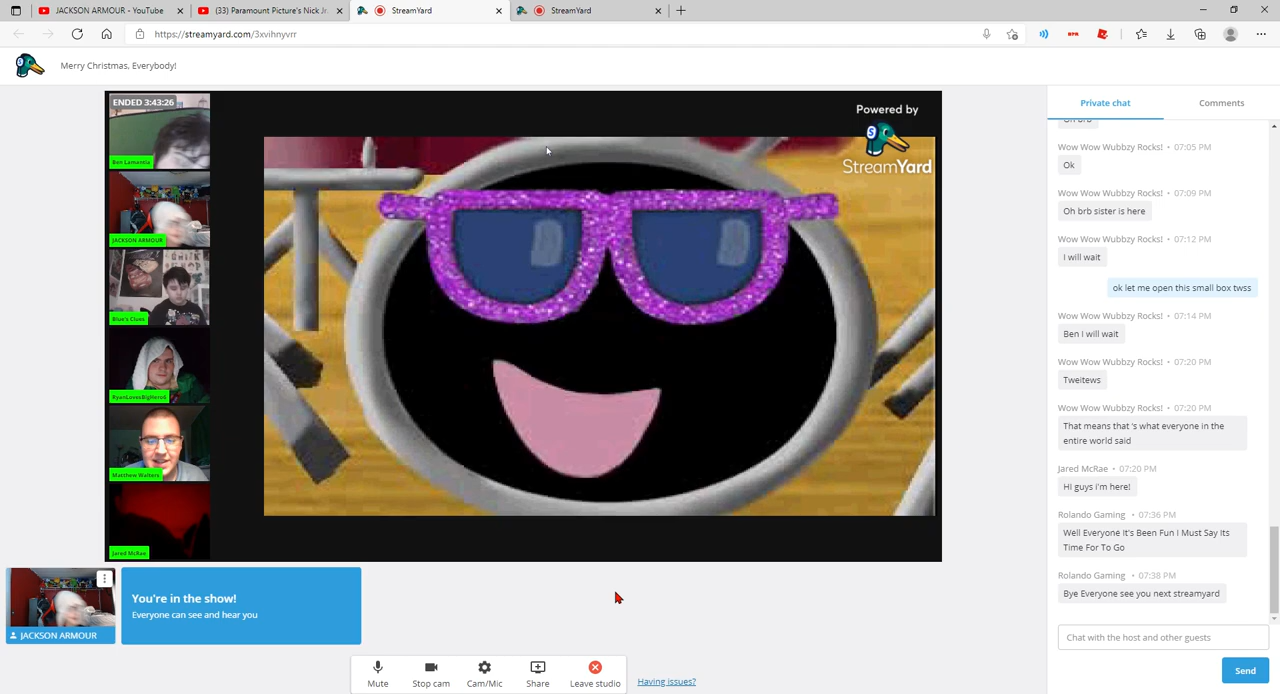 JACKSON ARMOUR - YouTube
(33) Paramount Picture's Nick Jr.
StreamYard
StreamYard
https://streamyard.com/3xvihnyvrr
Merry Christmas, Everybody!
Private chat
Comments
ENDED 3:43:26
Ben Lamantia
JACKSON ARMOUR
Blue's Clues
RyanLovesBigHero6
Matthew Walters
Jared McRae
Powered by
StreamYard
Wow Wow Wubbzy Rocks! • 07:05 PM
Ok
Wow Wow Wubbzy Rocks! • 07:09 PM
Oh brb sister is here
Wow Wow Wubbzy Rocks! • 07:12 PM
I will wait
ok let me open this small box twss
Wow Wow Wubbzy Rocks! • 07:14 PM
Ben I will wait
Wow Wow Wubbzy Rocks! • 07:20 PM
Tweitews
Wow Wow Wubbzy Rocks! • 07:20 PM
That means that 's what everyone in the
entire world said
Jared McRae • 07:20 PM
Hi guys i'm here!
Rolando Gaming • 07:36 PM
Well Everyone It's Been Fun I Must Say Its
Time For To Go
Rolando Gaming • 07:38 PM
Bye Everyone see you next streamyard
Chat with the host and other guests
Send
JACKSON ARMOUR
You're in the show!
Everyone can see and hear you
Mute
Stop cam
Cam/Mic
Share
Leave studio
Having issues?